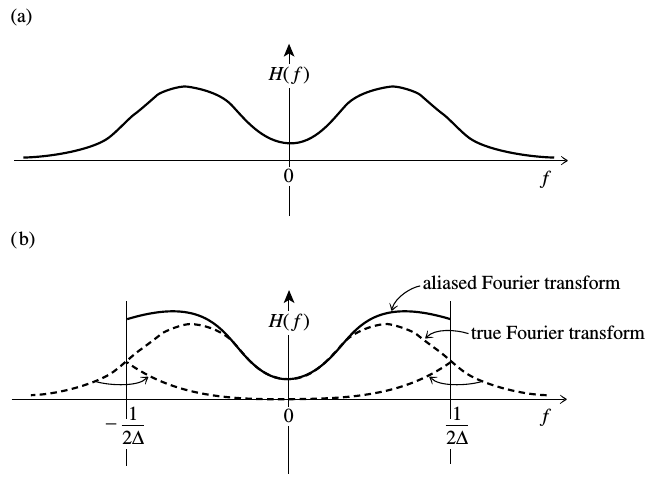 (a)
H(f)
0
f
(b)
aliased Fourier transform
H(f)
true Fourier transform
− 1/2Δ
0
1/2Δ
f